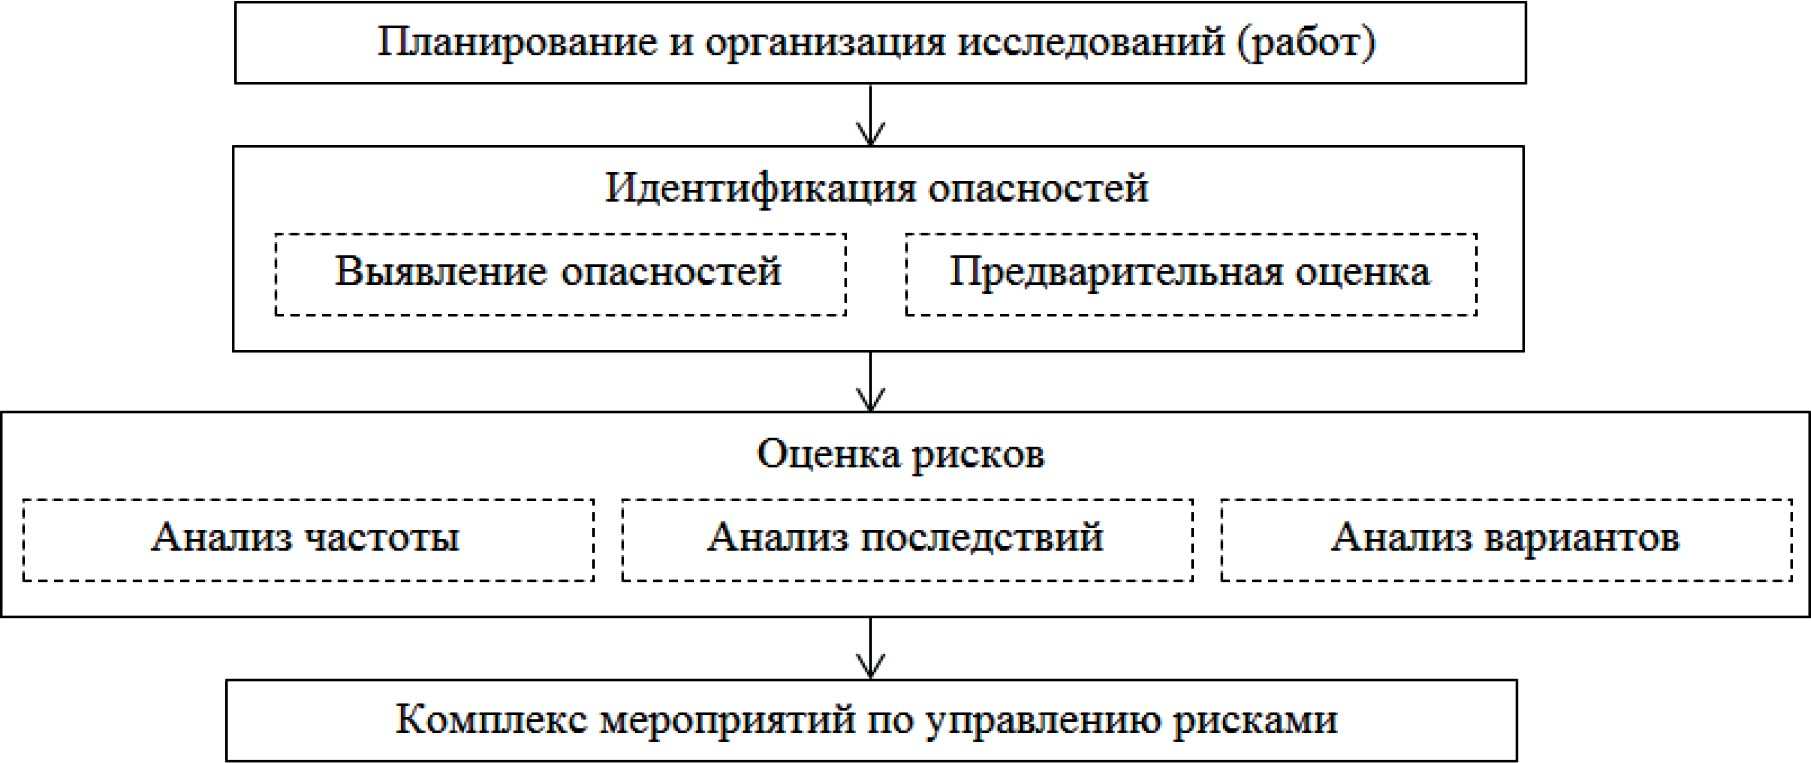 Планирование и организация исследований (работ)
Идентификация опасностей
Выявление опасностей
Предварительная оценка
Оценка рисков
Анализ частоты
Анализ последствий
Анализ вариантов
Комплекс мероприятий по управлению рисками